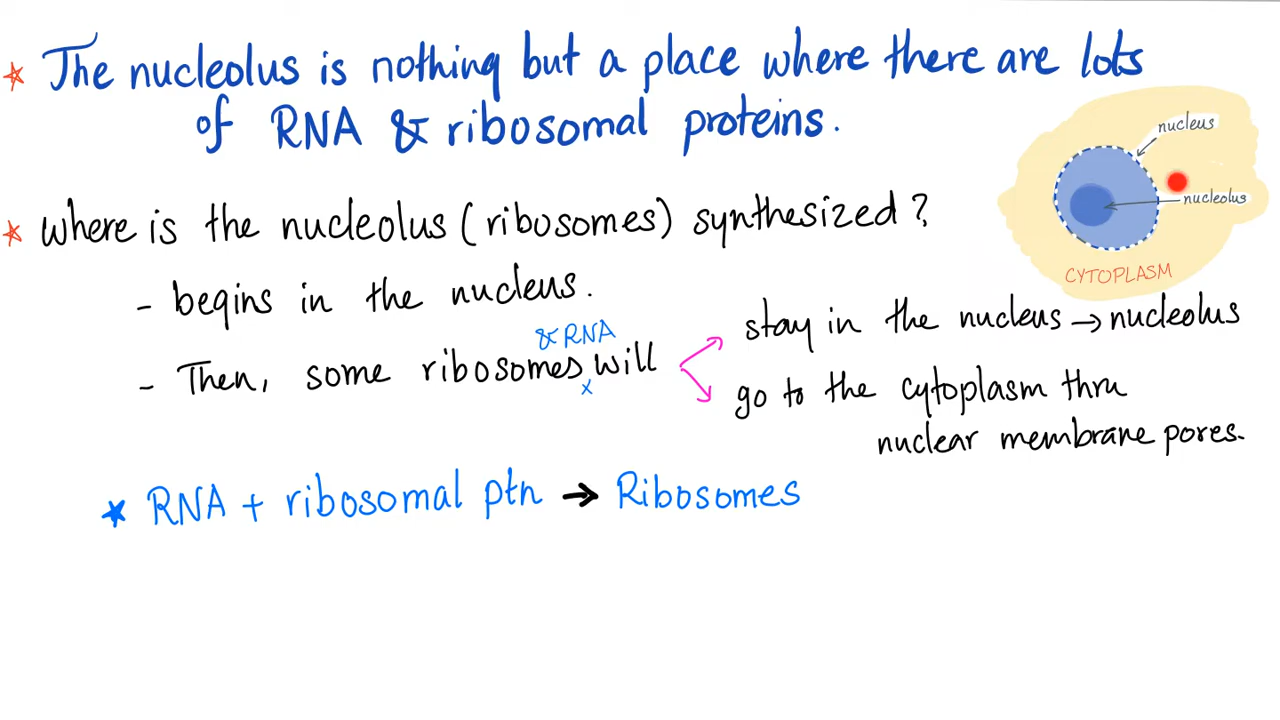 * The nucleolus is nothing but a place where there are lots
of RNA & ribosomal proteins.
nucleus
nucleolus
CYTOPLASM
* Where is the nucleolus (ribosomes) synthesized?
- begins in the nucleus.
& RNA
- Then, some ribosomes will
x
stay in the nucleus → nucleolus
go to the cytoplasm thru
nuclear membrane pores.
* RNA + ribosomal ptn → Ribosomes